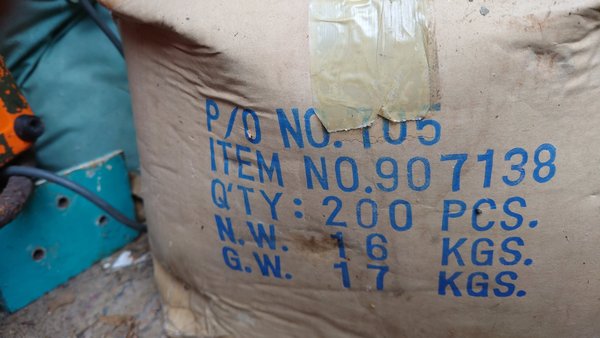 P/O NO. 105
ITEM NO.907138
Q'TY: 200 PCS.
N.W. 16 KGS.
G.W. 17 KGS.